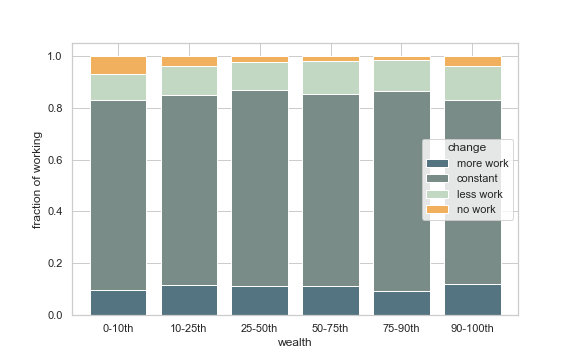 1.0
0.8
0.6
0.4
0.2
0.0
fraction of working
change
more work
constant
less work
no work
0-10th 10-25th 25-50th 50-75th 75-90th 90-100th
wealth